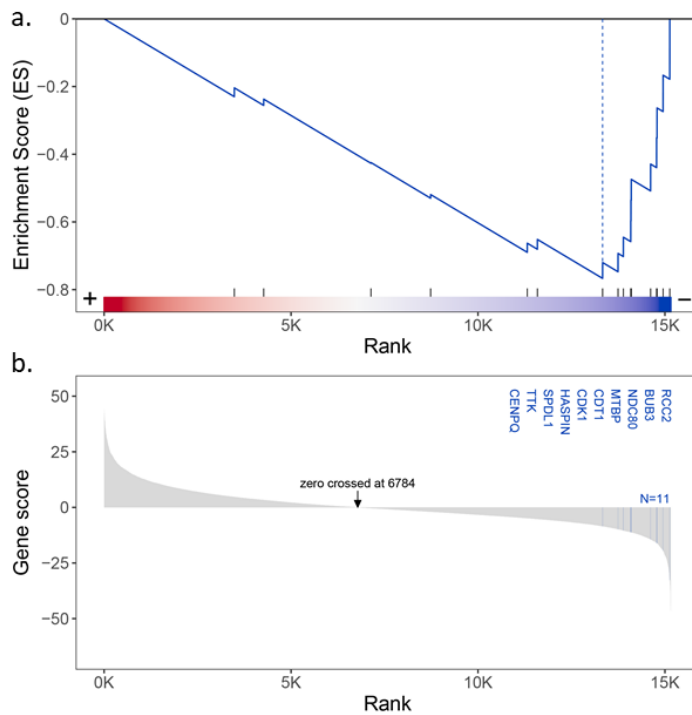 a.
Enrichment Score (ES)
0
−0.2
−0.4
−0.6
−0.8
+
−
0K
5K
10K
15K
Rank
b.
Gene score
50
25
0
−25
−50
zero crossed at 6784
CENPQ
TTK
SPDL1
HASPIN
CDK1
CDT1
MTBP
NDC80
BUB3
RCC2
N=11
0K
5K
10K
15K
Rank